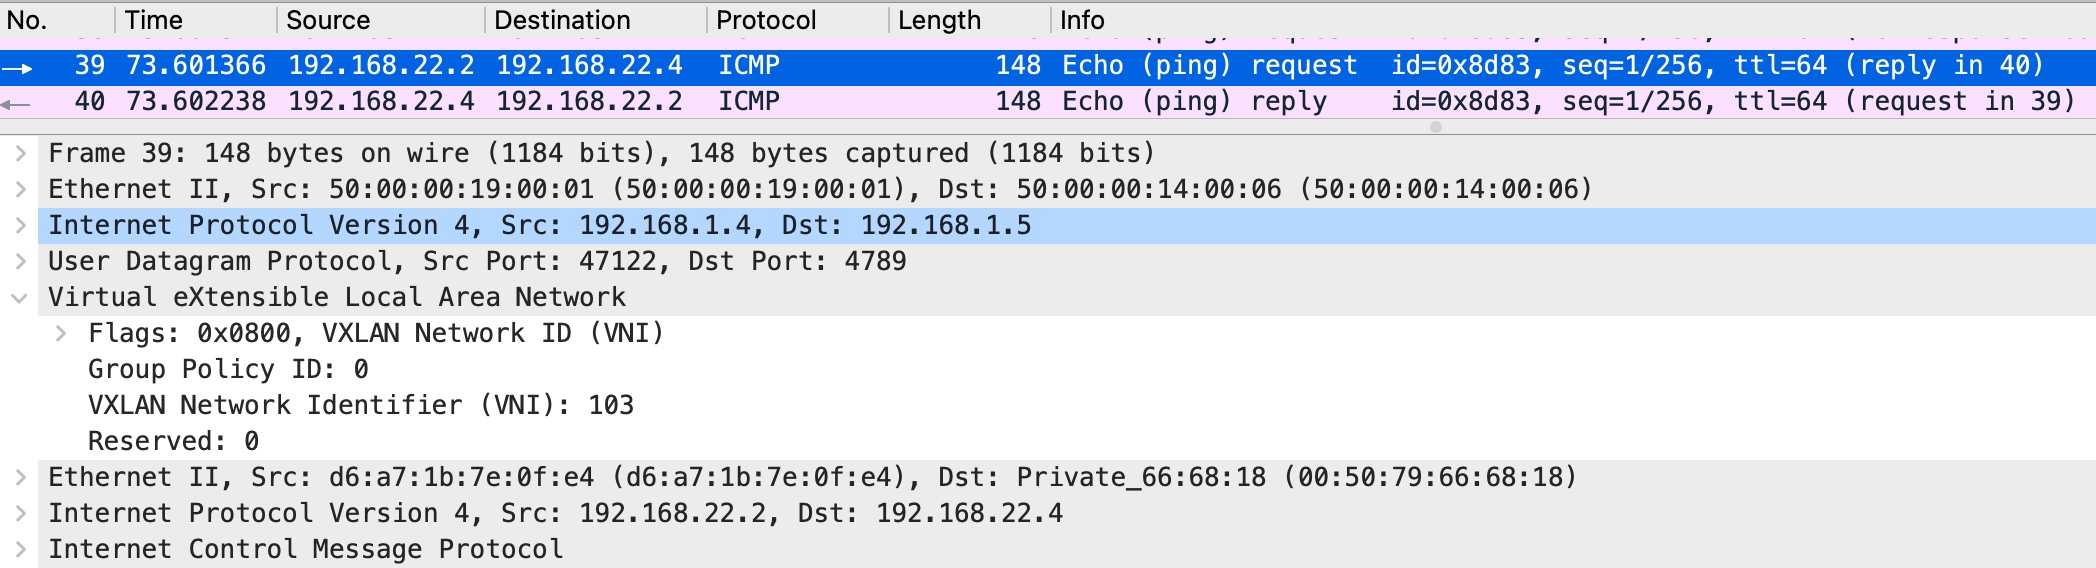 No. Time Source Destination Protocol Length Info
39 73.601366 192.168.22.2 192.168.22.4 ICMP 148 Echo (ping) request id=0x8d83, seq=1/256, ttl=64 (reply in 40)
40 73.602238 192.168.22.4 192.168.22.2 ICMP 148 Echo (ping) reply id=0x8d83, seq=1/256, ttl=64 (request in 39)
Frame 39: 148 bytes on wire (1184 bits), 148 bytes captured (1184 bits)
Ethernet II, Src: 50:00:00:19:00:01 (50:00:00:19:00:01), Dst: 50:00:00:14:00:06 (50:00:00:14:00:06)
Internet Protocol Version 4, Src: 192.168.1.4, Dst: 192.168.1.5
User Datagram Protocol, Src Port: 47122, Dst Port: 4789
Virtual eXtensible Local Area Network
Flags: 0x0800, VXLAN Network ID (VNI)
Group Policy ID: 0
VXLAN Network Identifier (VNI): 103
Reserved: 0
Ethernet II, Src: d6:a7:1b:7e:0f:e4 (d6:a7:1b:7e:0f:e4), Dst: Private_66:68:18 (00:50:79:66:68:18)
Internet Protocol Version 4, Src: 192.168.22.2, Dst: 192.168.22.4
Internet Control Message Protocol